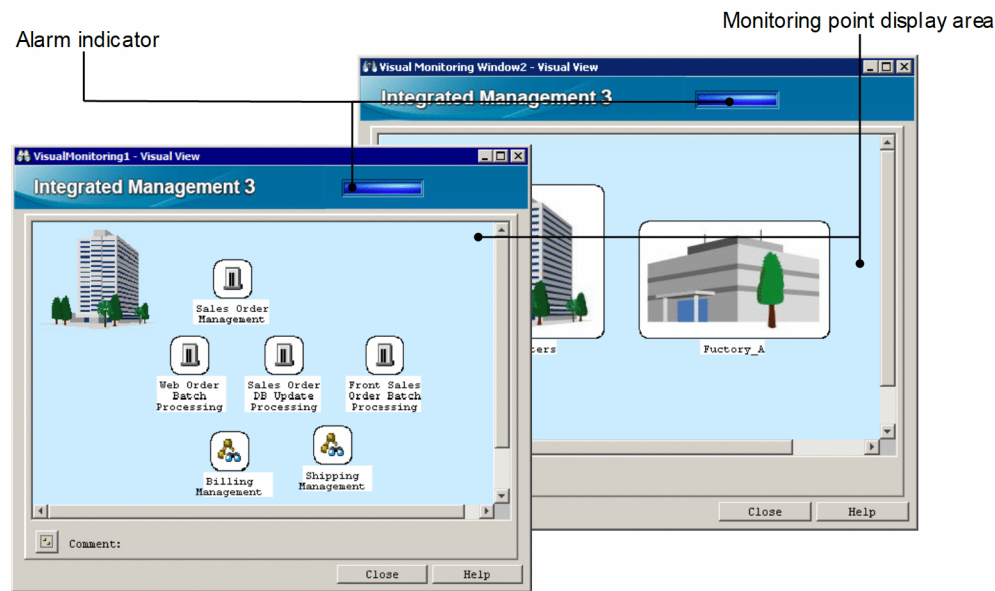 Monitoring point display area
Alarm indicator
Visual Monitoring Window2 - Visual View
Integrated Management 3
VisualMonitoring1 - Visual View
Integrated Management 3
Sales Order
Management
Web Order
Batch
Processing
Sales Order
DB Update
Processing
Front Sales
Order Batch
Processing
Billing
Management
Shipping
Management
Comment:
Close
Help
ters
Fuctory_A
Close
Help